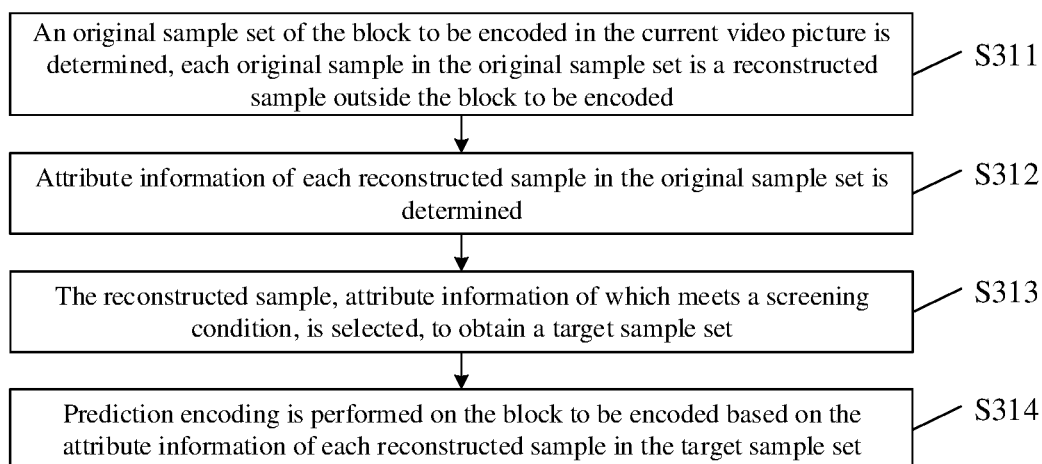 An original sample set of the block to be encoded in the current video picture is
determined, each original sample in the original sample set is a reconstructed
sample outside the block to be encoded
S311
Attribute information of each reconstructed sample in the original sample set is
determined
S312
The reconstructed sample, attribute information of which meets a screening
condition, is selected, to obtain a target sample set
S313
Prediction encoding is performed on the block to be encoded based on the
attribute information of each reconstructed sample in the target sample set
S314